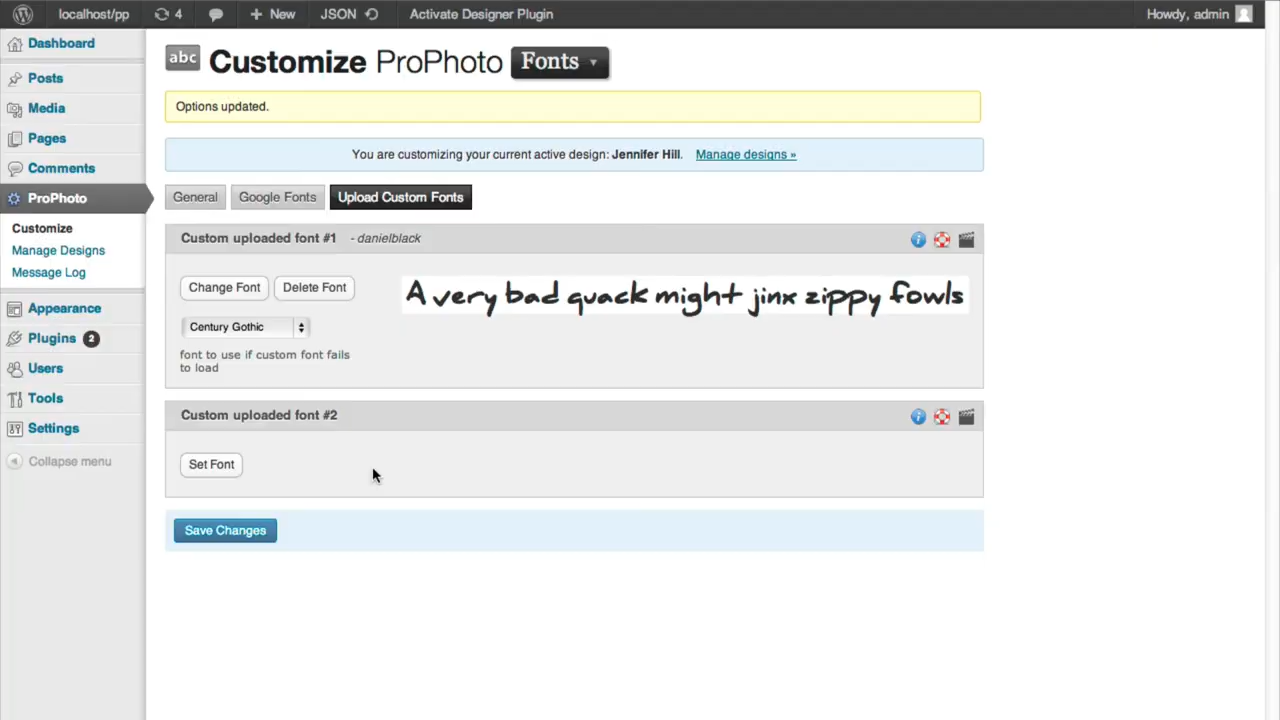 localhost/pp 4 + New JSON Activate Designer Plugin Howdy, admin
Dashboard
Posts
Media
Pages
Comments
ProPhoto
Customize
Manage Designs
Message Log
Appearance
Plugins 2
Users
Tools
Settings
Collapse menu
abc Customize ProPhoto Fonts
Options updated.
You are customizing your current active design: Jennifer Hill. Manage designs »
General Google Fonts Upload Custom Fonts
Custom uploaded font #1 - danielblack
Change Font Delete Font
A very bad quack might jinx zippy fowls
Century Gothic
font to use if custom font fails
to load
Custom uploaded font #2
Set Font
Save Changes